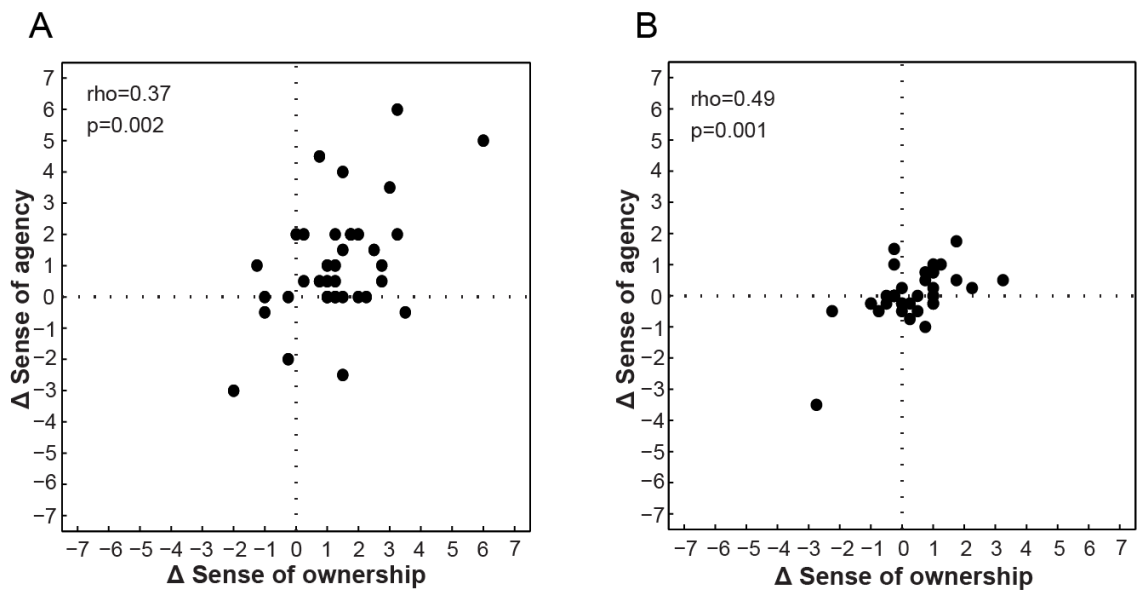 A
rho=0.37
p=0.002
7
6
5
4
3
2
1
0
−1
−2
−3
−4
−5
−6
−7
Δ Sense of agency
−7 −6 −5 −4 −3 −2 −1 0 1 2 3 4 5 6 7
Δ Sense of ownership
B
rho=0.49
p=0.001
7
6
5
4
3
2
1
0
−1
−2
−3
−4
−5
−6
−7
Δ Sense of agency
−7 −6 −5 −4 −3 −2 −1 0 1 2 3 4 5 6 7
Δ Sense of ownership